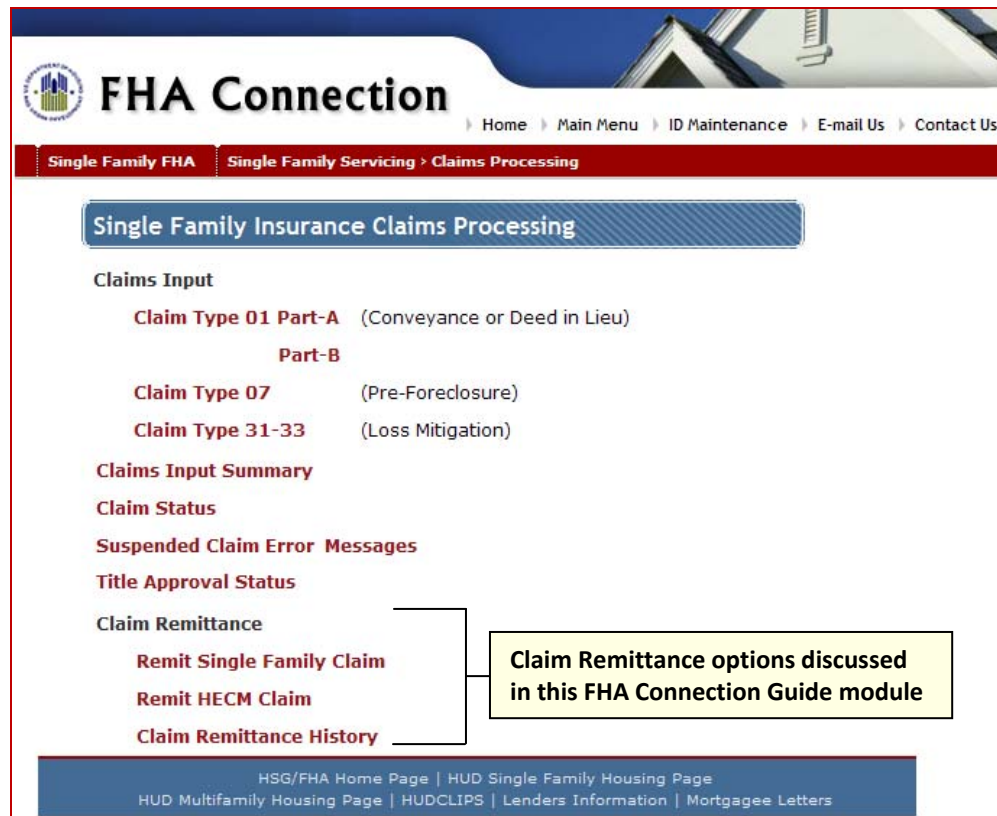 FHA Connection
Home Main Menu ID Maintenance E-mail Us Contact Us
Single Family FHA Single Family Servicing > Claims Processing
Single Family Insurance Claims Processing
Claims Input
Claim Type 01 Part-A (Conveyance or Deed in Lieu)
Part-B
Claim Type 07 (Pre-Foreclosure)
Claim Type 31-33 (Loss Mitigation)
Claims Input Summary
Claim Status
Suspended Claim Error Messages
Title Approval Status
Claim Remittance
Remit Single Family Claim
Remit HECM Claim
Claim Remittance History
Claim Remittance options discussed
in this FHA Connection Guide module
HSG/FHA Home Page | HUD Single Family Housing Page
HUD Multifamily Housing Page | HUDCLIPS | Lenders Information | Mortgagee Letters